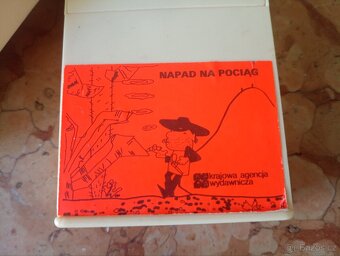 NAPAD NA POCIĄG
krajowa agencja
wydawnicza